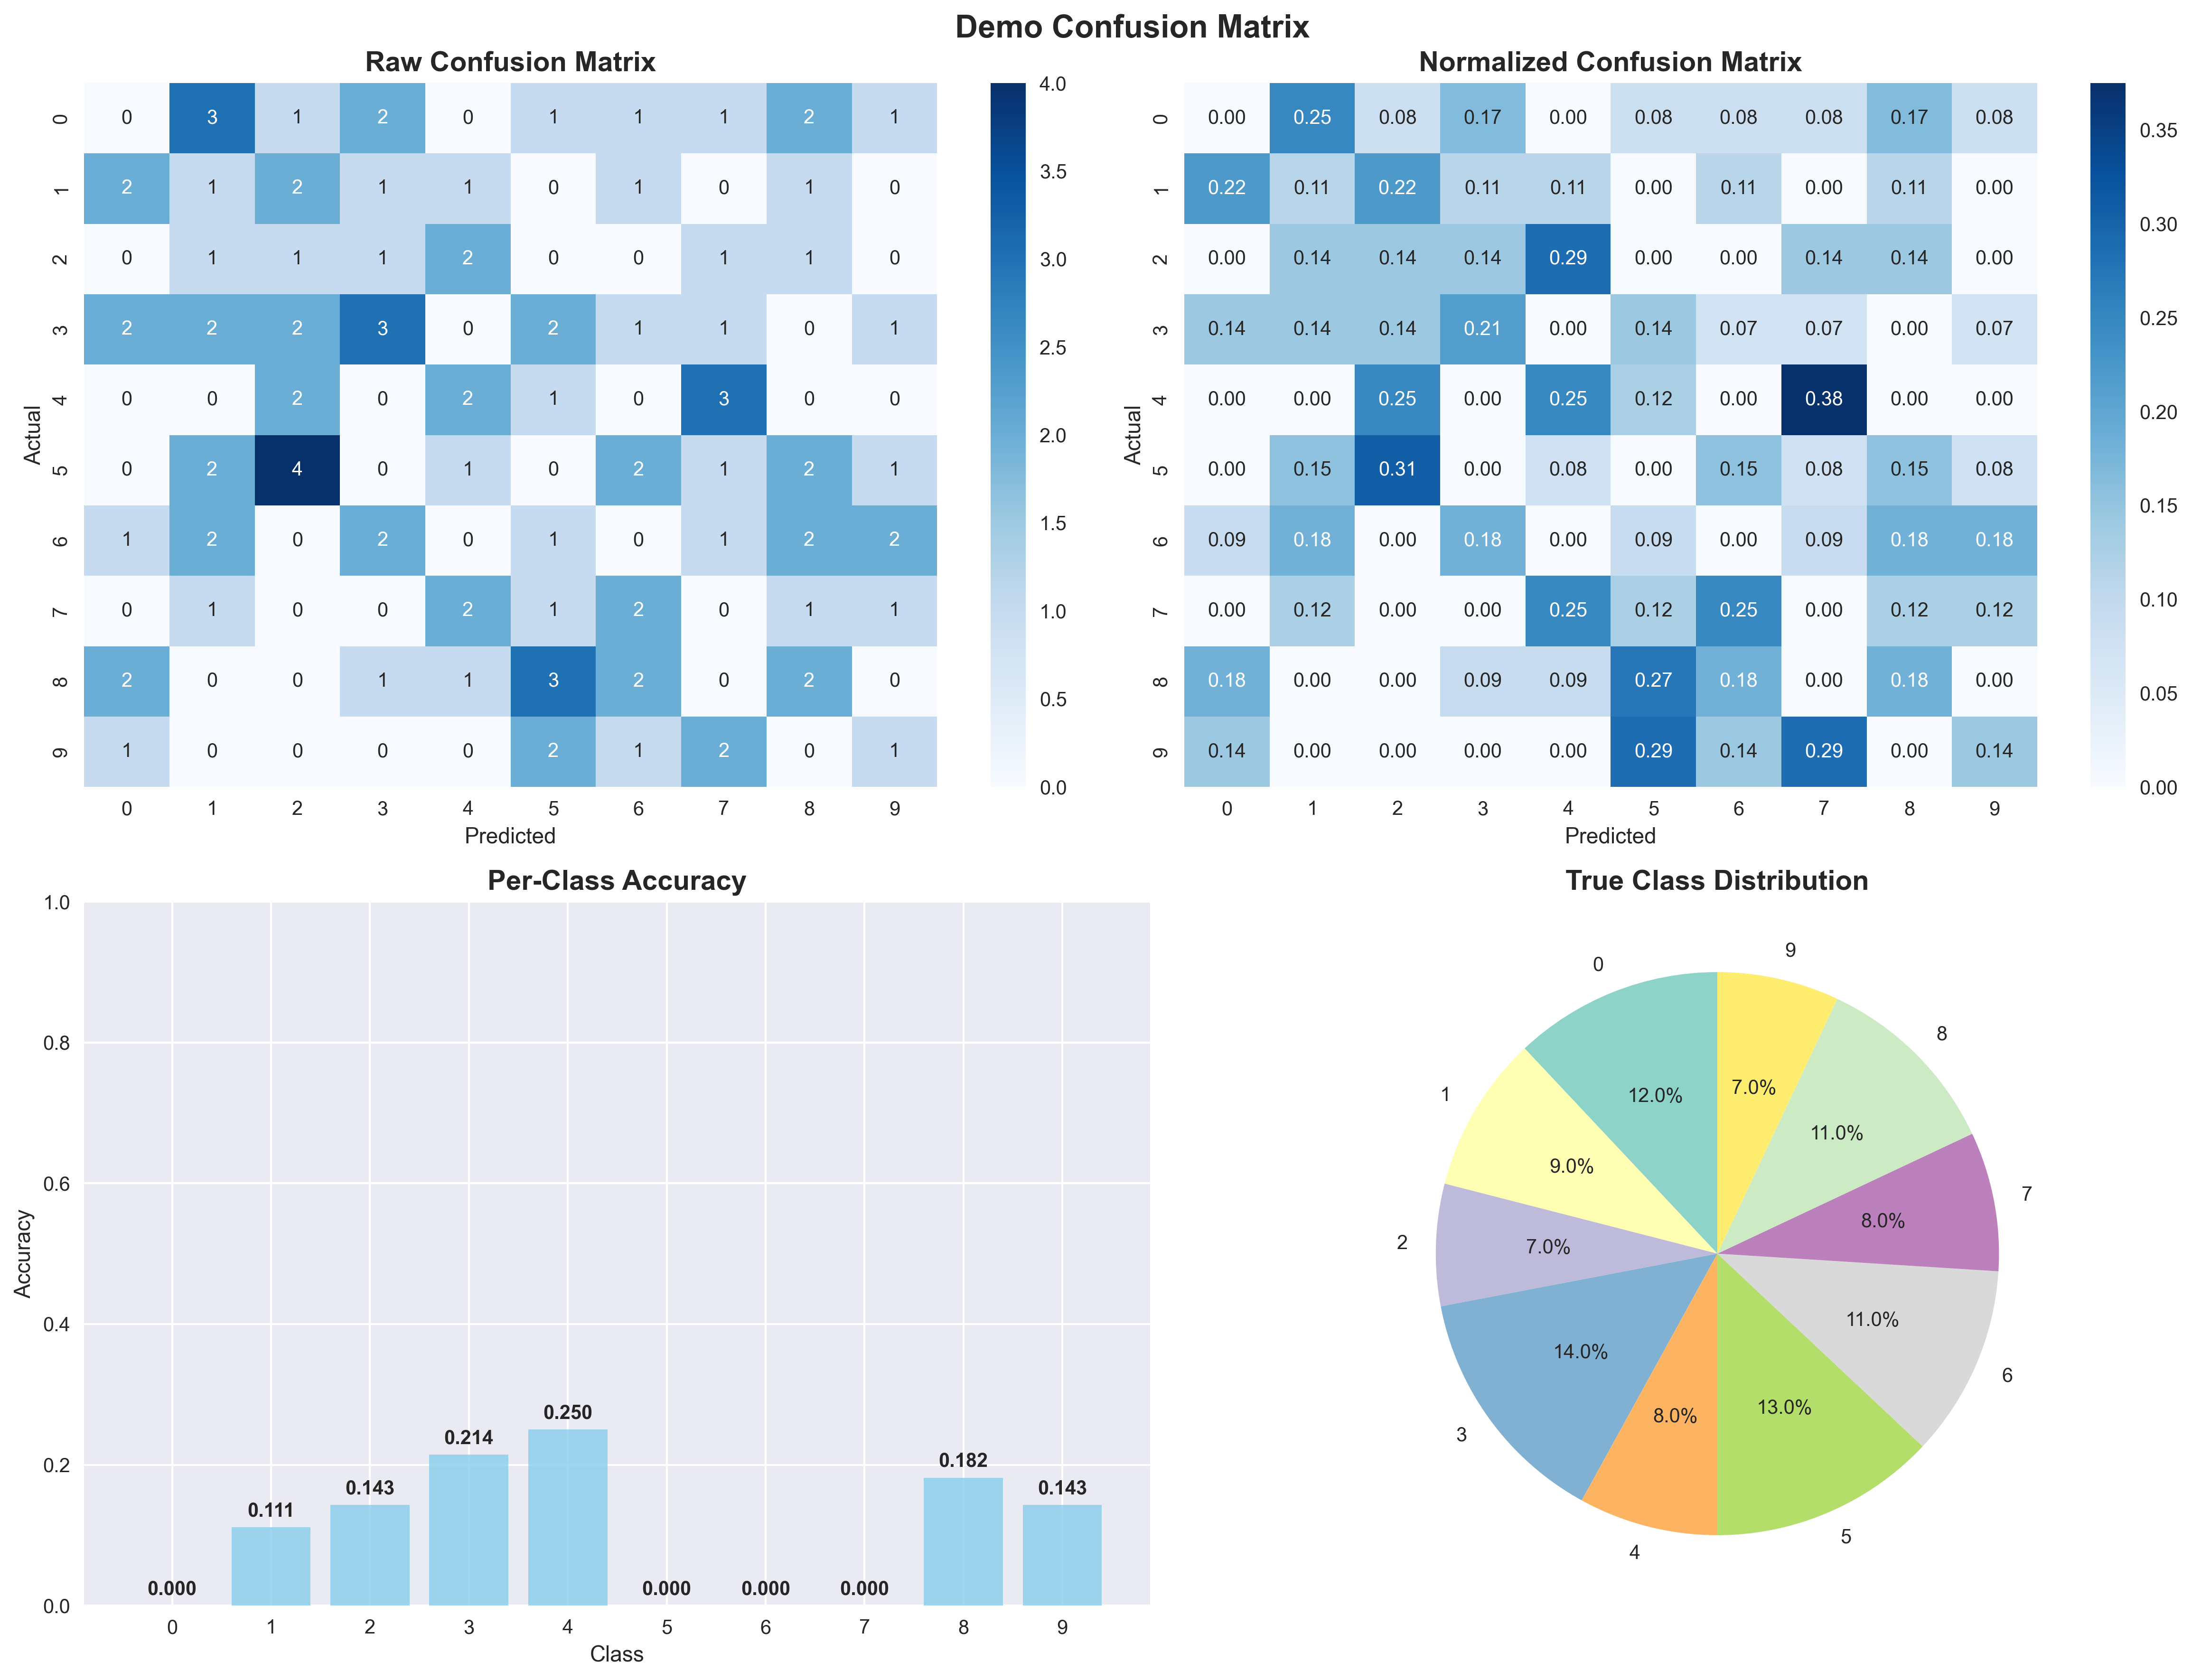 Demo Confusion Matrix
Raw Confusion Matrix
0 0 3 1 2 0 1 1 1 2 1
1 2 1 2 1 1 0 1 0 1 0
2 0 1 1 1 2 0 0 1 1 0
3 2 2 2 3 0 2 1 1 0 1
4 0 0 2 0 2 1 0 3 0 0
5 0 2 4 0 1 0 2 1 2 1
6 1 2 0 2 0 1 0 1 2 2
7 0 1 0 0 2 1 2 0 1 1
8 2 0 0 1 1 3 2 0 2 0
9 1 0 0 0 0 2 1 2 0 1
0 1 2 3 4 5 6 7 8 9
Actual
Predicted
4.0
3.5
3.0
2.5
2.0
1.5
1.0
0.5
0.0
Normalized Confusion Matrix
0 0.00 0.25 0.08 0.17 0.00 0.08 0.08 0.08 0.17 0.08
1 0.22 0.11 0.22 0.11 0.11 0.00 0.11 0.00 0.11 0.00
2 0.00 0.14 0.14 0.14 0.29 0.00 0.00 0.14 0.14 0.00
3 0.14 0.14 0.14 0.21 0.00 0.14 0.07 0.07 0.00 0.07
4 0.00 0.00 0.25 0.00 0.25 0.12 0.00 0.38 0.00 0.00
5 0.00 0.15 0.31 0.00 0.08 0.00 0.15 0.08 0.15 0.08
6 0.09 0.18 0.00 0.18 0.00 0.09 0.00 0.09 0.18 0.18
7 0.00 0.12 0.00 0.00 0.25 0.12 0.25 0.00 0.12 0.12
8 0.18 0.00 0.00 0.09 0.09 0.27 0.18 0.00 0.18 0.00
9 0.14 0.00 0.00 0.00 0.00 0.29 0.14 0.29 0.00 0.14
0 1 2 3 4 5 6 7 8 9
Actual
Predicted
0.35
0.30
0.25
0.20
0.15
0.10
0.05
0.00
Per-Class Accuracy
1.0
0.8
0.6
0.4
0.2
0.0
Accuracy
0.000 0.111 0.143 0.214 0.250 0.000 0.000 0.000 0.182 0.143
0 1 2 3 4 5 6 7 8 9
Class
True Class Distribution
0
12.0%
1
9.0%
2
7.0%
3
14.0%
4
8.0%
5
13.0%
6
11.0%
7
8.0%
8
11.0%
9
7.0%